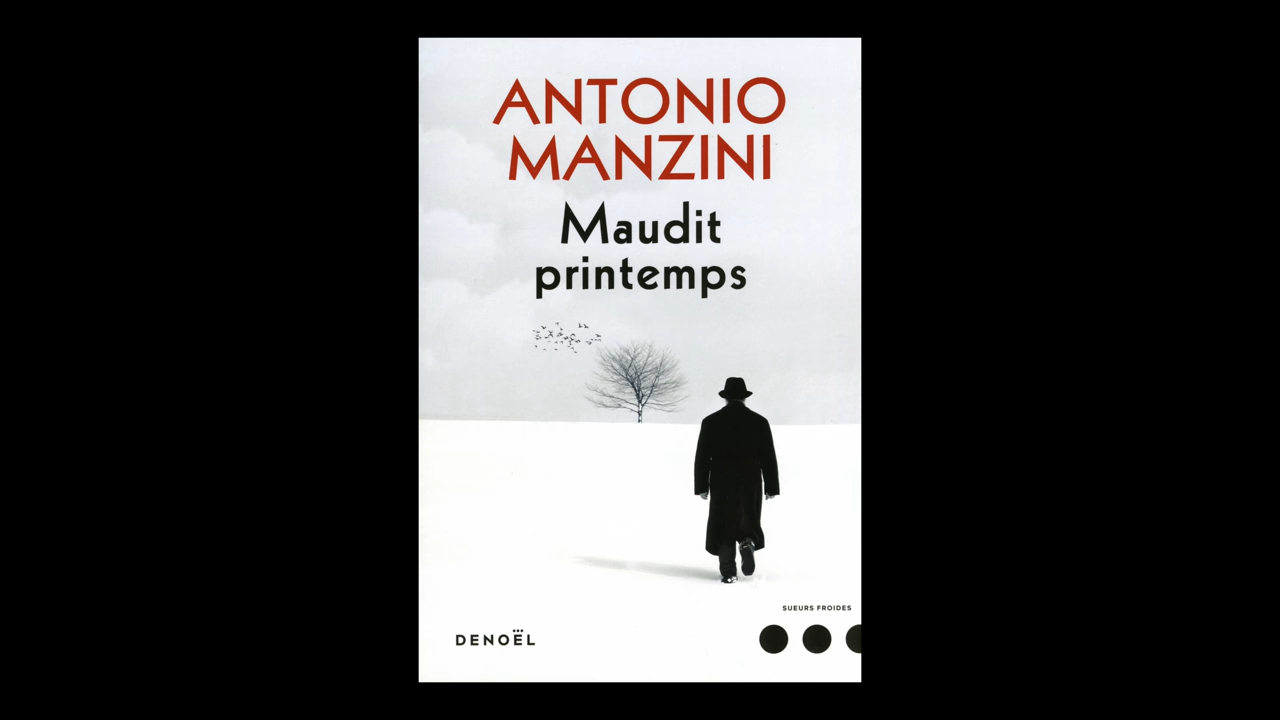 ANTONIO
MANZINI
Maudit
printemps
SUEURS FROIDES
DENOËL